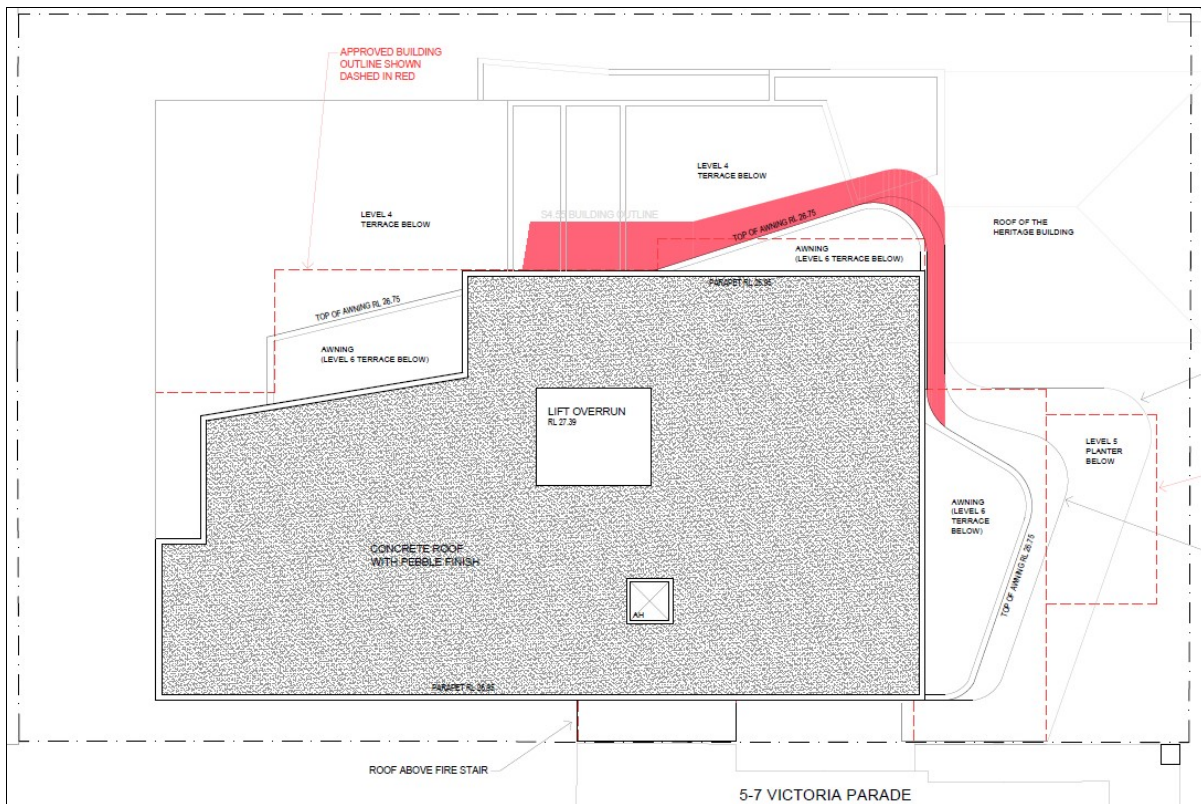 APPROVED BUILDING
OUTLINE SHOWN
DASHED IN RED
LEVEL 4
TERRACE BELOW
LEVEL 4
TERRACE BELOW
S4.55 BUILDING OUTLINE
TOP OF AWNING RL 26.75
ROOF OF THE
HERITAGE BUILDING
AWNING
(LEVEL 6 TERRACE BELOW)
PARAPET RL 26.95
TOP OF AWNING RL 26.75
AWNING
(LEVEL 6 TERRACE BELOW)
LIFT OVERRUN
RL 27.39
LEVEL 5
PLANTER
BELOW
AWNING
(LEVEL 6
TERRACE
BELOW)
TOP OF AWNING RL 26.75
CONCRETE ROOF
WITH PEBBLE FINISH
AH
PARAPET RL 26.95
ROOF ABOVE FIRE STAIR
5-7 VICTORIA PARADE